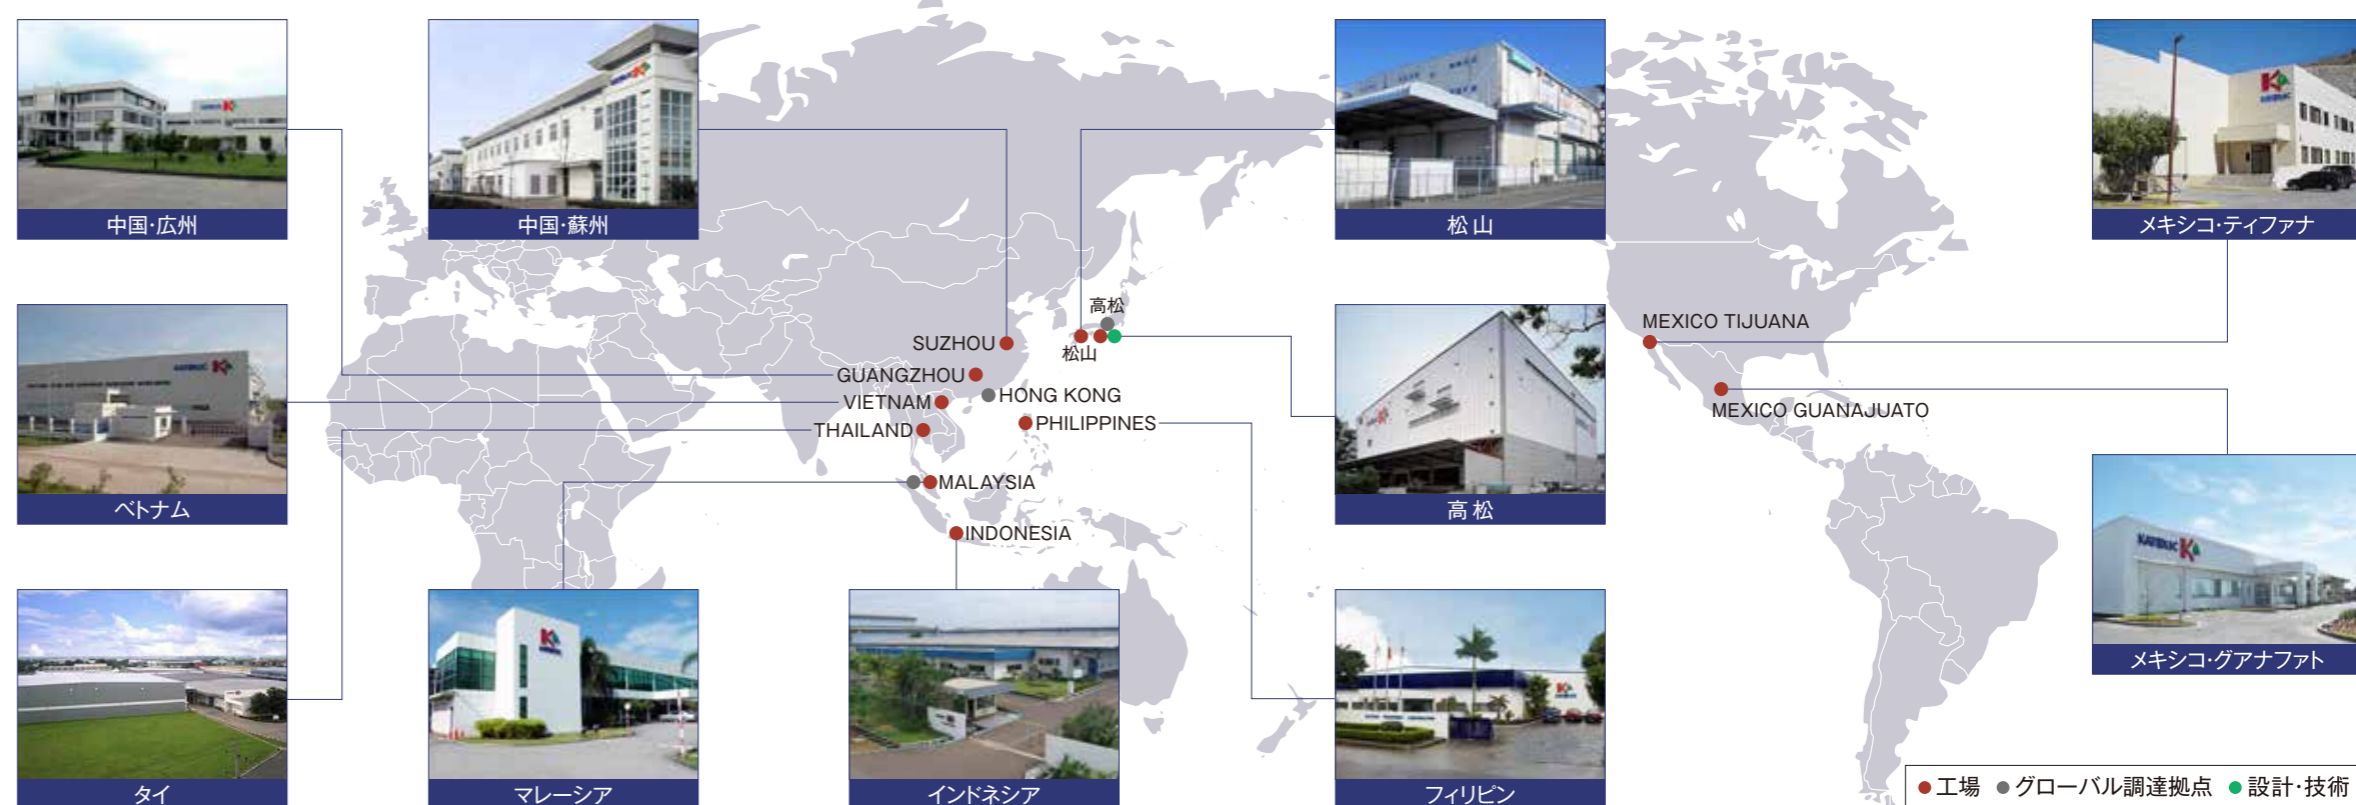 中国・広州
中国・蘇州
松山
メキシコ・ティファナ
高松
松山
SUZHOU
GUANGZHOU
HONG KONG
VIETNAM
THAILAND
PHILIPPINES
MALAYSIA
INDONESIA
MEXICO TIJUANA
MEXICO GUANAJUATO
ベトナム
高松
KATOLEC
メキシコ・グアナファト
タイ
マレーシア
インドネシア
フィリピン
工場 グローバル調達拠点 設計・技術